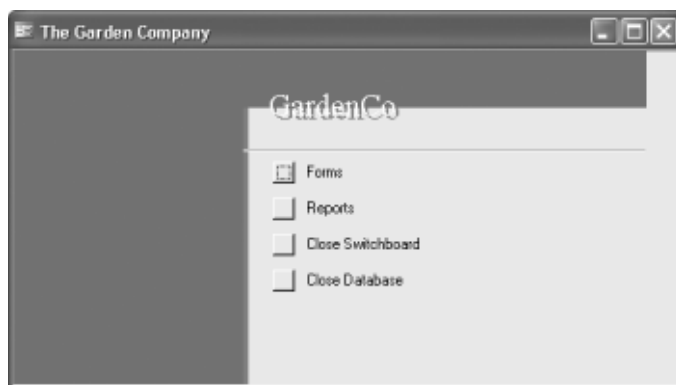 The Garden Company
GardenCo
Forms
Reports
Close Switchboard
Close Database